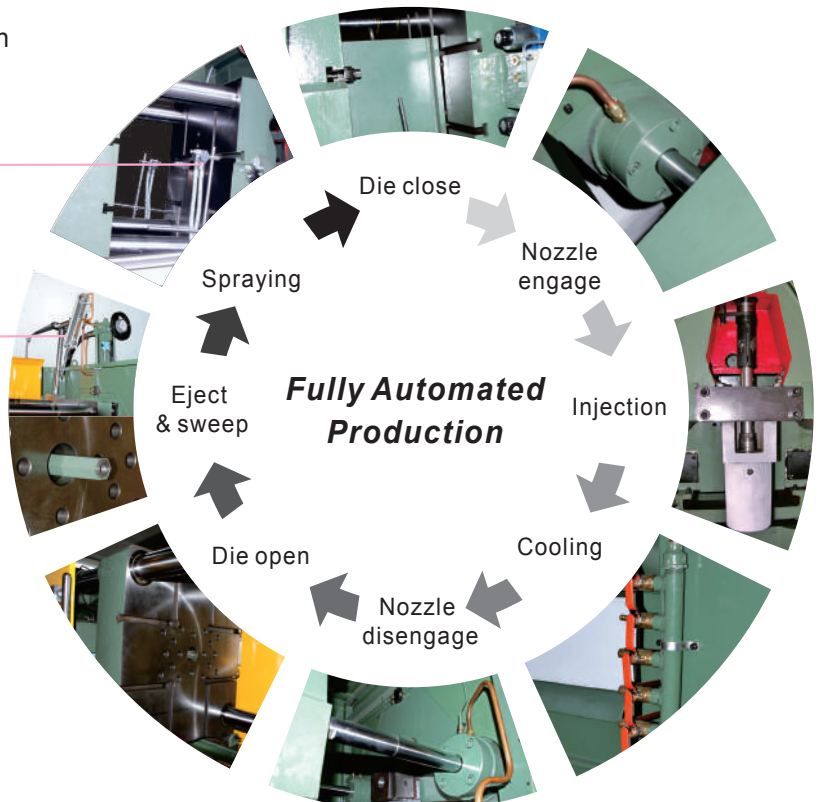 Die close
Nozzle
engage
Injection
Cooling
Nozzle
disengage
Die open
Eject
& sweep
Spraying
Fully Automated
Production